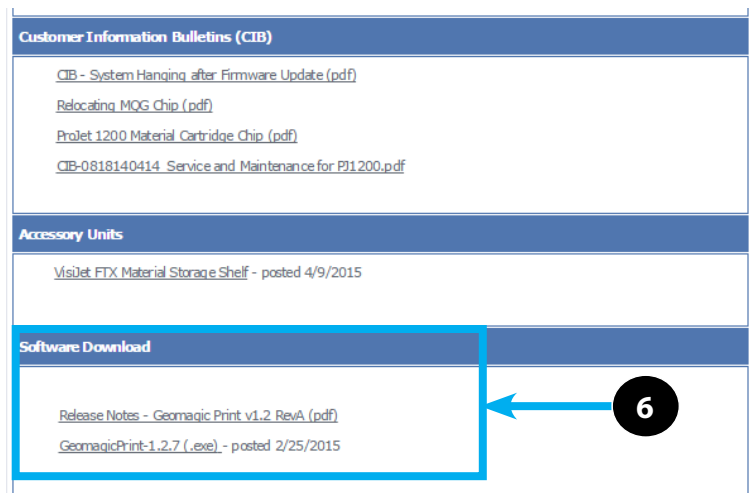 Customer Information Bulletins (CIB)
CIB - System Hanging after Firmware Update (pdf)
Relocating MQG Chip (pdf)
ProJet 1200 Material Cartridge Chip (pdf)
CIB-0818140414 Service and Maintenance for PJ1200.pdf
Accessory Units
VisiJet FTX Material Storage Shelf - posted 4/9/2015
Software Download
Release Notes - Geomagic Print v1.2 RevA (pdf)
6
GeomagicPrint-1.2.7 (.exe) - posted 2/25/2015